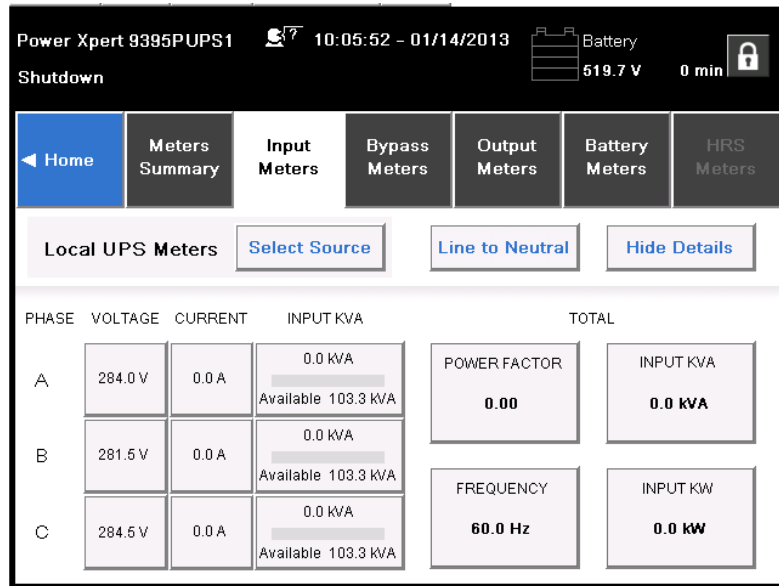 Power Xpert 9395PUPS1
? 10:05:52 - 01/14/2013
Battery
Shutdown
519.7 V 0 min
◀ Home
Meters
Summary
Input
Meters
Bypass
Meters
Output
Meters
Battery
Meters
HRS
Meters
Local UPS Meters
Select Source
Line to Neutral
Hide Details
PHASE VOLTAGE CURRENT INPUT KVA
A 284.0 V 0.0 A
0.0 kVA
Available 103.3 kVA
B 281.5 V 0.0 A
0.0 kVA
Available 103.3 kVA
C 284.5 V 0.0 A
0.0 kVA
Available 103.3 kVA
TOTAL
POWER FACTOR
0.00
INPUT KVA
0.0 kVA
FREQUENCY
60.0 Hz
INPUT KW
0.0 kW